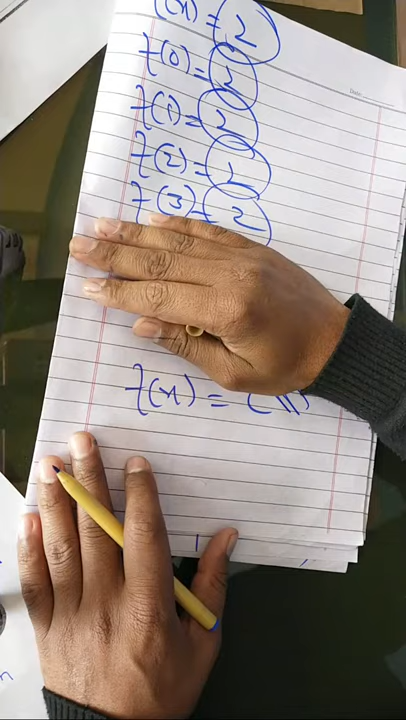 f(x) = 2
f(0) = 2
f(1) = 2
f(2) = 2
f(3) = 2
f(x) =
Date